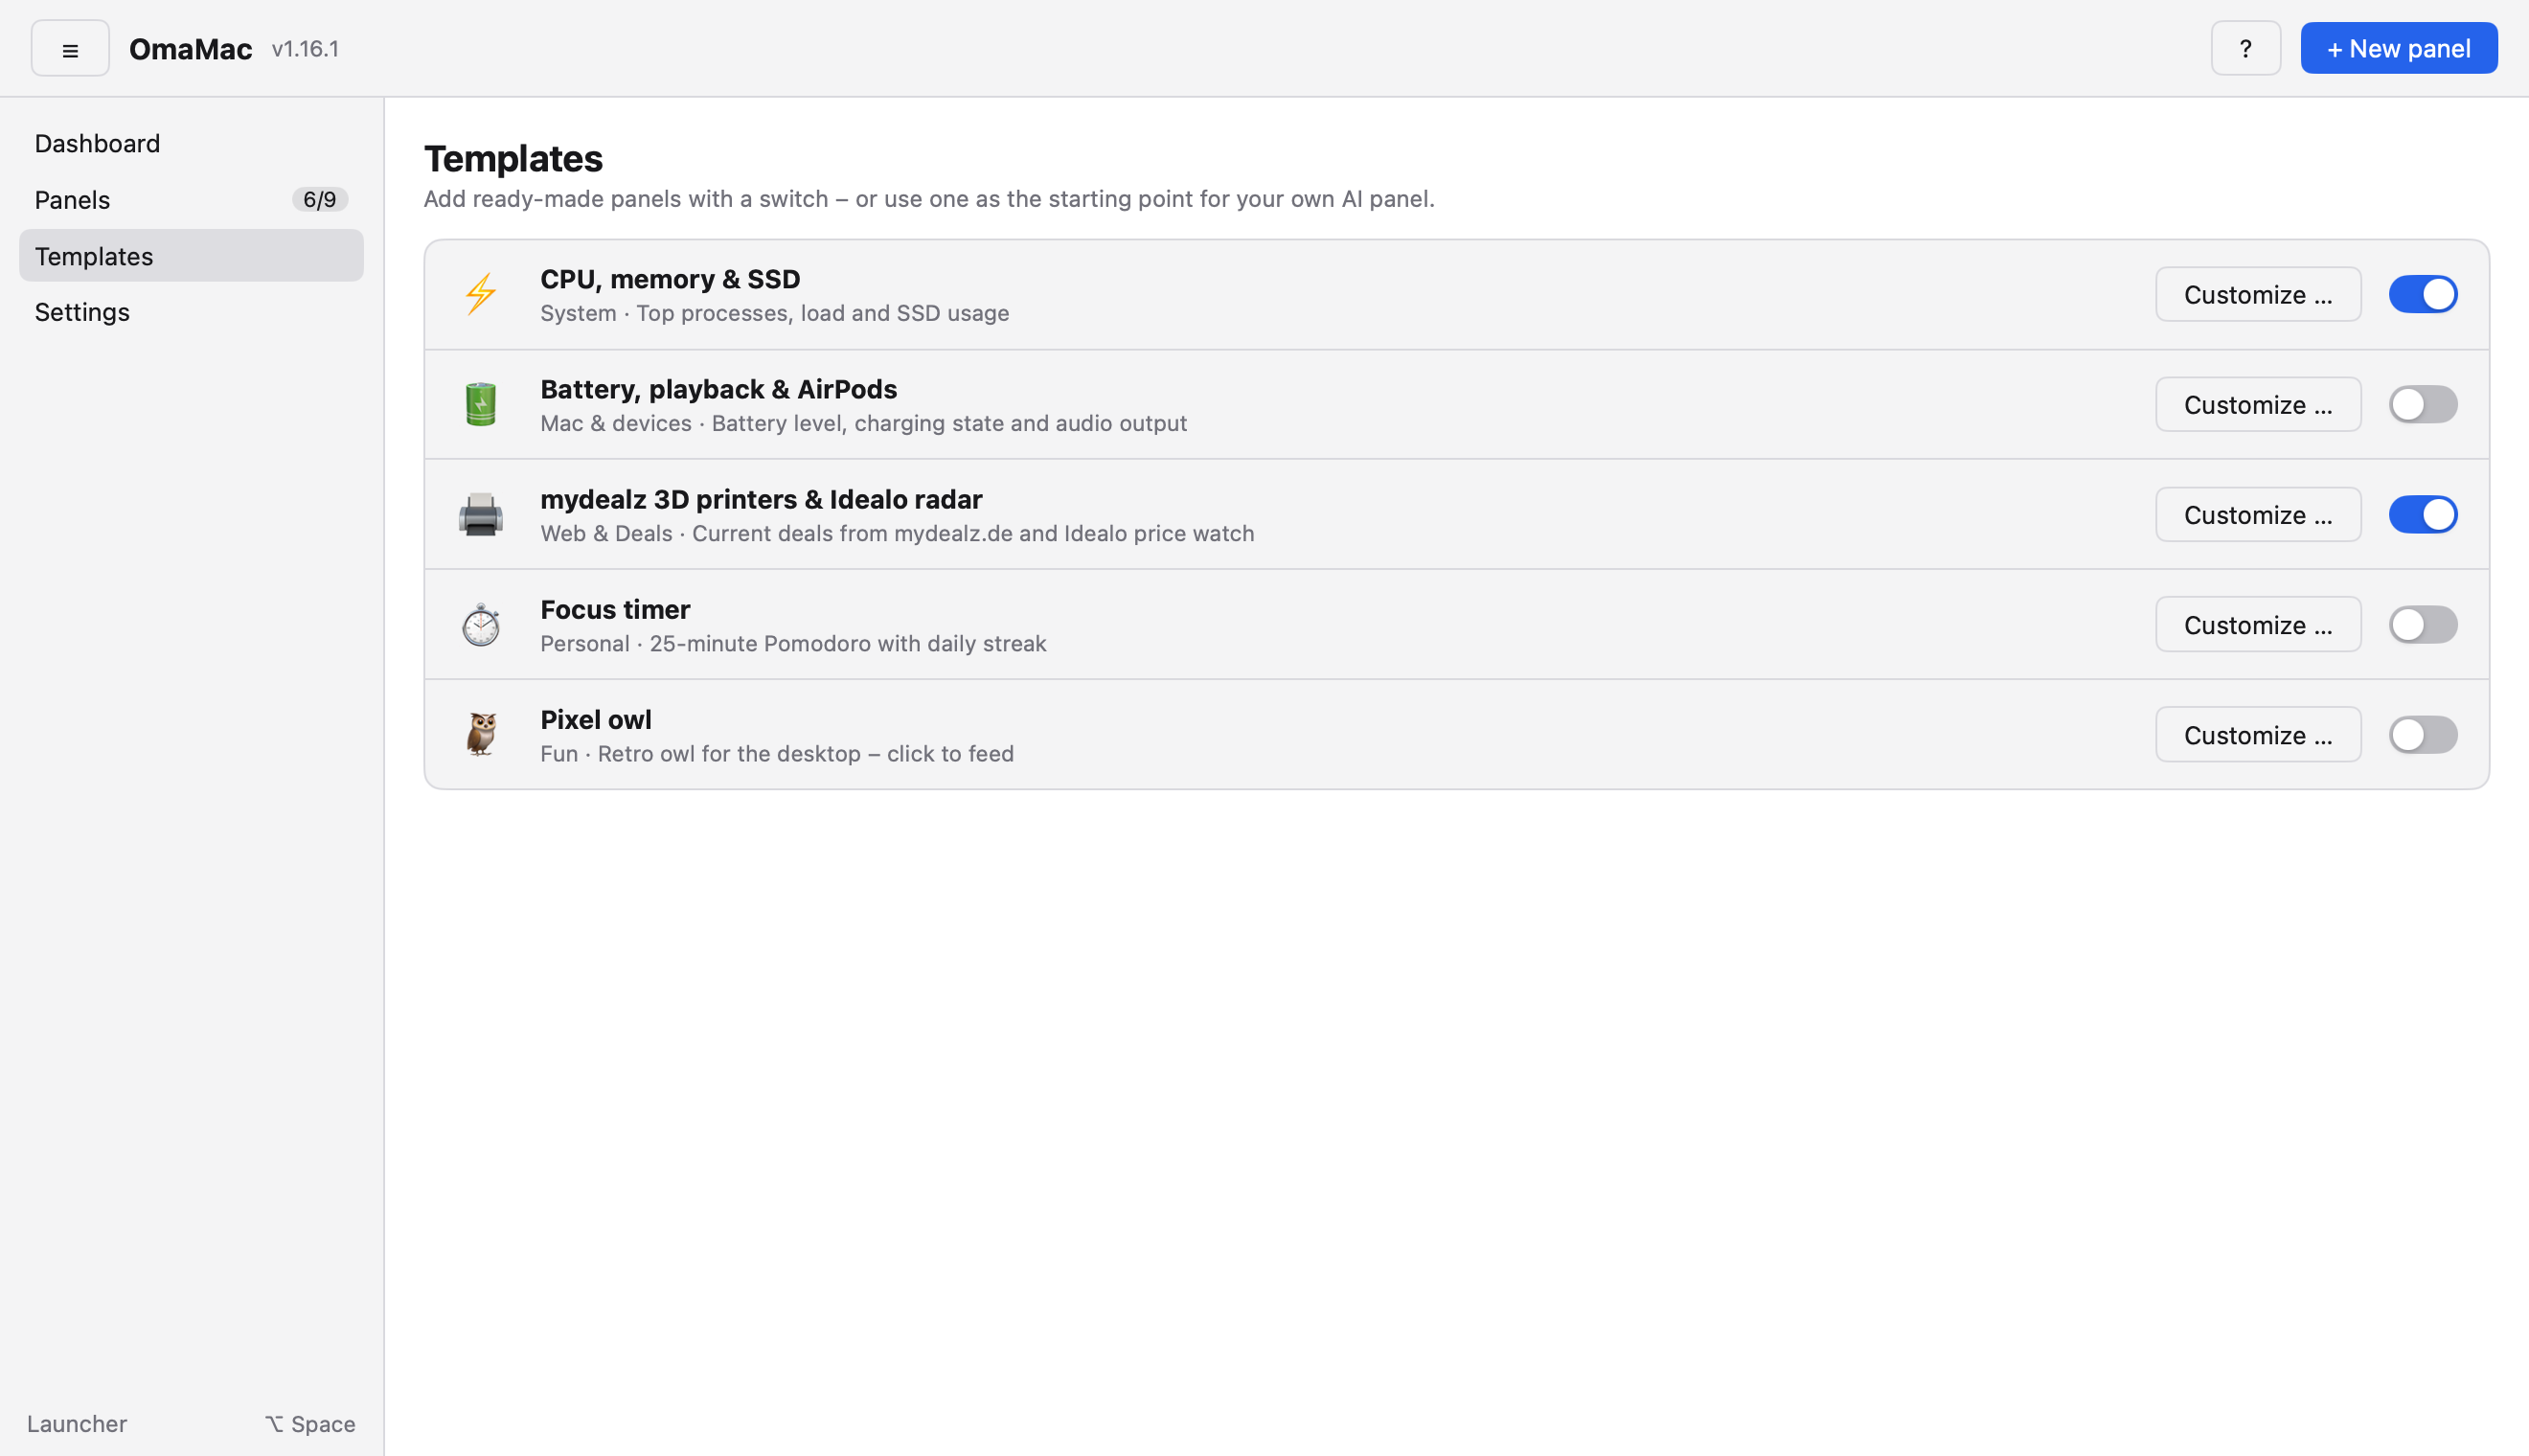 ≡ OmaMac v1.16.1 ? + New panel
Dashboard
Panels 6/9
Templates
Settings
Templates
Add ready-made panels with a switch – or use one as the starting point for your own AI panel.
CPU, memory & SSD
System · Top processes, load and SSD usage
Customize ...
Battery, playback & AirPods
Mac & devices · Battery level, charging state and audio output
Customize ...
mydealz 3D printers & Idealo radar
Web & Deals · Current deals from mydealz.de and Idealo price watch
Customize ...
Focus timer
Personal · 25-minute Pomodoro with daily streak
Customize ...
Pixel owl
Fun · Retro owl for the desktop – click to feed
Customize ...
Launcher ⌥ Space